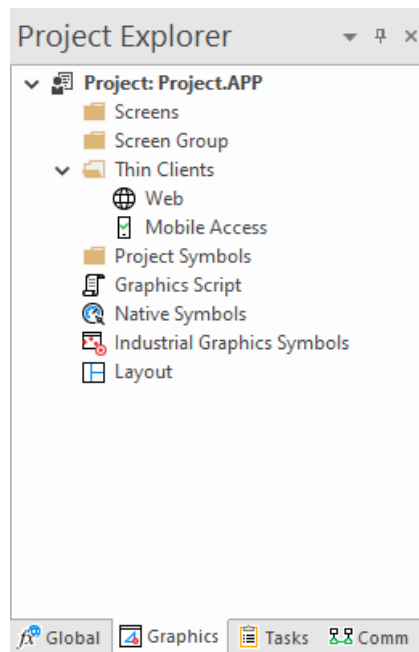 Project Explorer
Project: Project.APP
Screens
Screen Group
Thin Clients
Web
Mobile Access
Project Symbols
Graphics Script
Native Symbols
Industrial Graphics Symbols
Layout
Global Graphics Tasks Comm